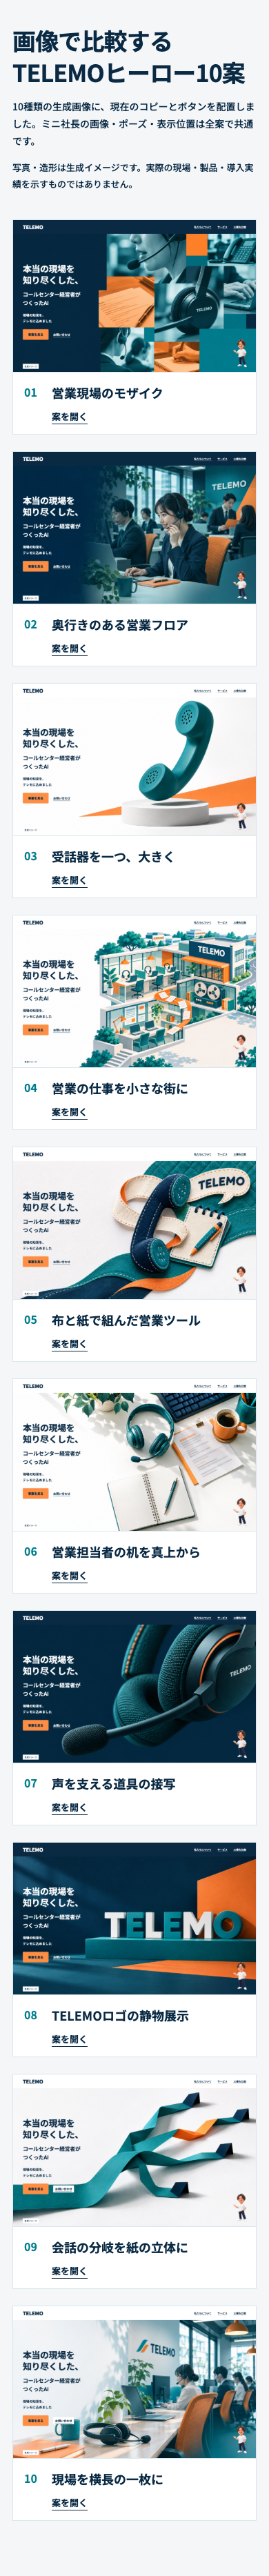 画像で比較する
TELEMOヒーロー10案
10種類の生成画像に、現在のコピーとボタンを配置しま
した。ミニ社長の画像・ポーズ・表示位置は全案で共通
です。
写真・造形は生成イメージです。実際の現場・製品・導入実
績を示すものではありません。
TELEMO
本当の現場を
知り尽くした、
コールセンター経営者が
つくったAI
TELEMO
01 営業現場のモザイク
案を開く
TELEMO
本当の現場を
知り尽くした、
コールセンター経営者が
つくったAI
TELEMO
02 奥行きのある営業フロア
案を開く
TELEMO
本当の現場を
知り尽くした、
コールセンター経営者が
つくったAI
03 受話器を一つ、大きく
案を開く
TELEMO
本当の現場を
知り尽くした、
コールセンター経営者が
つくったAI
TELEMO
04 営業の仕事を小さな街に
案を開く
TELEMO
本当の現場を
知り尽くした、
コールセンター経営者が
つくったAI
TELEMO
05 布と紙で組んだ営業ツール
案を開く
TELEMO
本当の現場を
知り尽くした、
コールセンター経営者が
つくったAI
06 営業担当者の机を真上から
案を開く
TELEMO
本当の現場を
知り尽くした、
コールセンター経営者が
つくったAI
TELEMO
07 声を支える道具の接写
案を開く
TELEMO
本当の現場を
知り尽くした、
コールセンター経営者が
つくったAI
TELEMO
08 TELEMOロゴの静物展示
案を開く
TELEMO
本当の現場を
知り尽くした、
コールセンター経営者が
つくったAI
09 会話の分岐を紙の立体に
案を開く
TELEMO
本当の現場を
知り尽くした、
コールセンター経営者が
つくったAI
TELEMO
10 現場を横長の一枚に
案を開く